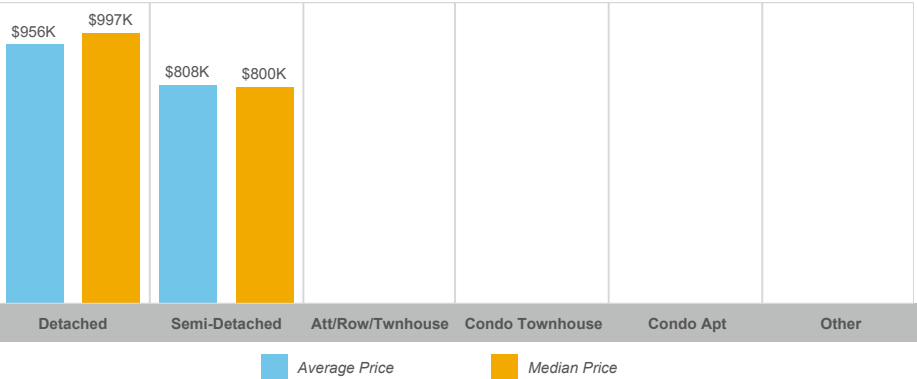 $956K
$997K
$808K
$800K
Detached
Semi-Detached
Att/Row/Twnhouse
Condo Townhouse
Condo Apt
Other
Average Price
Median Price